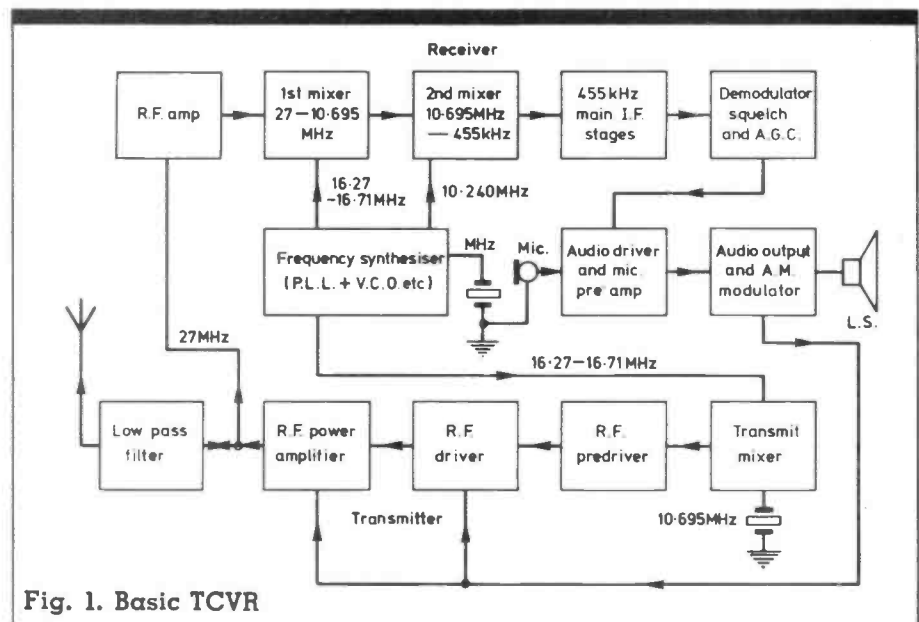 Receiver
R.F. amp
1st mixer
27–10·695
MHz
2nd mixer
10·695MHz
— 455kHz
455kHz
main I.F.
stages
Demodulator
squelch
and A.G.C.
16·27
–16·71MHz
10·240MHz
Frequency synthesiser
(P.L.L. + V.C.O. etc)
MHz
Mic.
Audio driver
and mic.
pre amp
Audio output
and A.M.
modulator
L.S.
27MHz
16·27–16·71MHz
Low pass
filter
R.F. power
amplifier
R.F.
driver
R.F.
predriver
Transmit
mixer
Transmitter
10·695MHz
Fig. 1. Basic TCVR